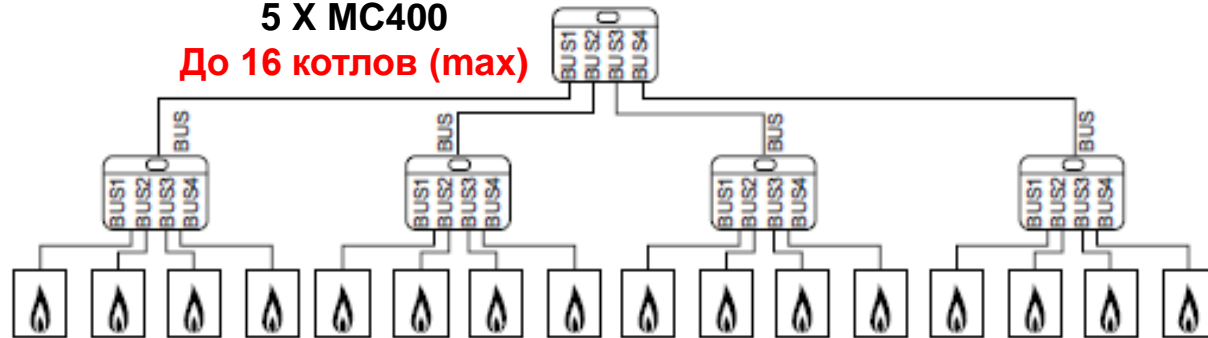 5 X MC400
До 16 котлов (max)
BUS1 BUS2 BUS3 BUS4
BUS BUS BUS BUS
BUS1 BUS2 BUS3 BUS4 BUS1 BUS2 BUS3 BUS4 BUS1 BUS2 BUS3 BUS4 BUS1 BUS2 BUS3 BUS4